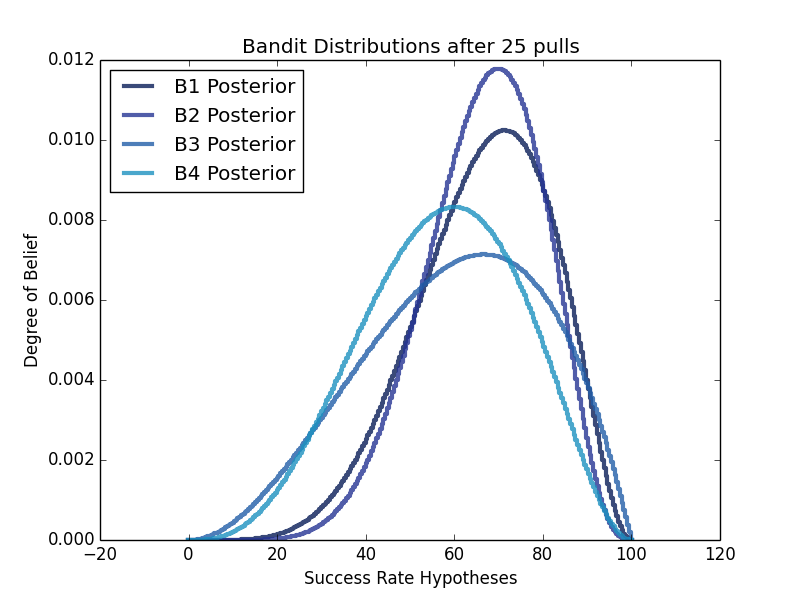 Bandit Distributions after 25 pulls
B1 Posterior
B2 Posterior
B3 Posterior
B4 Posterior
Degree of Belief
0.012
0.010
0.008
0.006
0.004
0.002
0.000
−20 0 20 40 60 80 100 120
Success Rate Hypotheses